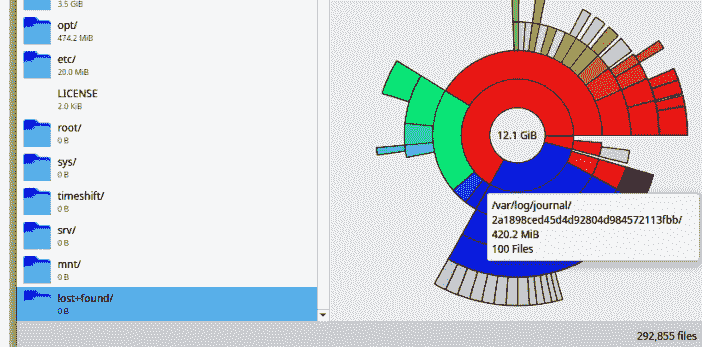 3.5 GiB
opt/
474.2 MiB
etc/
20.0 MiB
LICENSE
2.0 KiB
root/
0 B
sys/
0 B
timeshift/
0 B
srv/
0 B
mnt/
0 B
lost+found/
0 B
12.1 GiB
/var/log/journal/
2a1898ced45d4d92804d984572113fbb/
420.2 MiB
100 Files
292,855 files